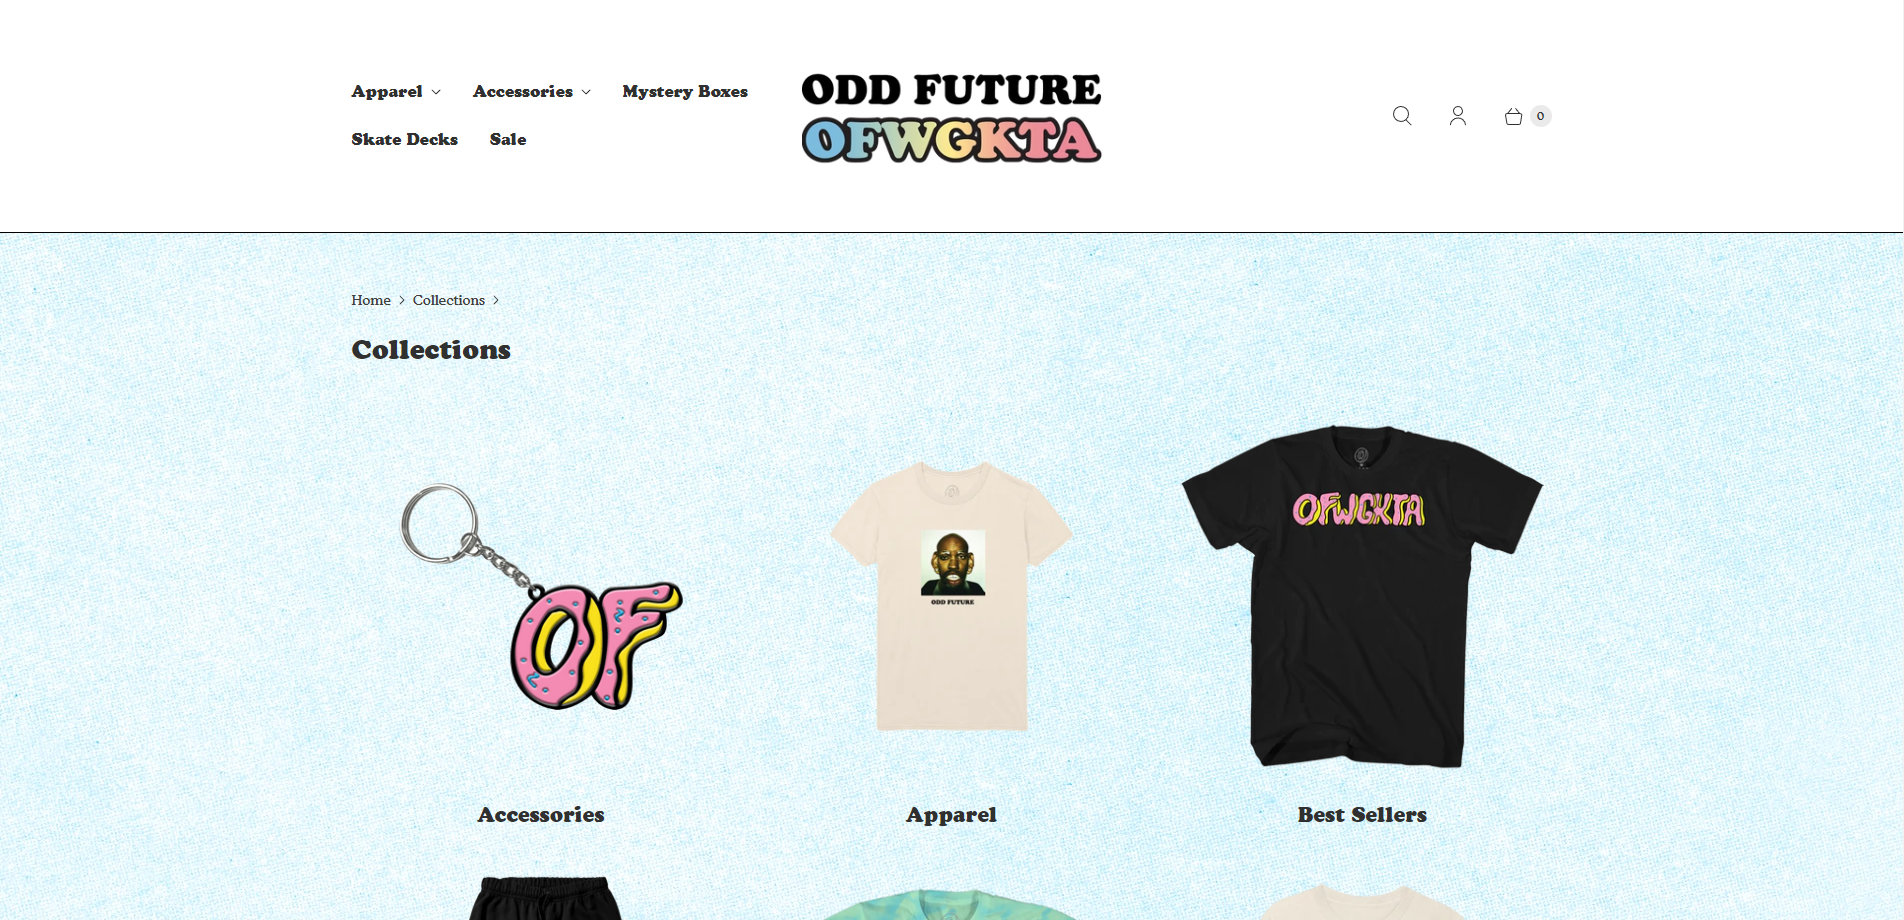 Apparel Accessories Mystery Boxes
Skate Decks Sale
ODD FUTURE
OFWGKTA
0
Home > Collections >
Collections
OF
ODD FUTURE
OFWGKTA
Accessories
Apparel
Best Sellers